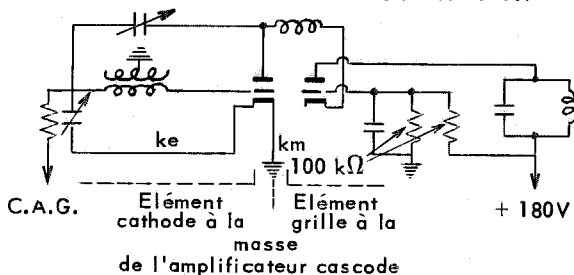 ke
km
100 kΩ
C.A.G.
+ 180V
Elément
cathode à la
Elément
grille à la
masse
de l'amplificateur cascode